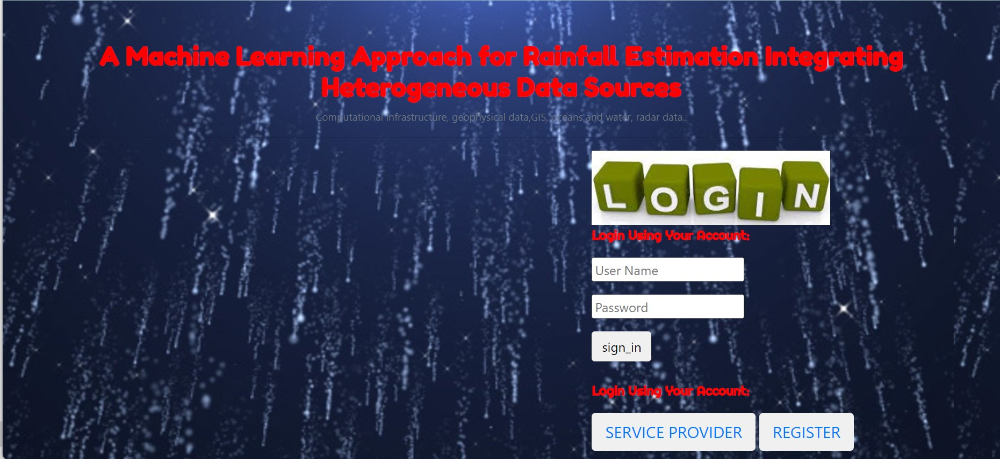 A Machine Learning Approach for Rainfall Estimation Integrating
Heterogeneous Data Sources
Computational infrastructure, geophysical data,GIS, oceans and water, radar data..
LOGIN
Login Using Your Account:
User Name
Password
sign_in
Login Using Your Account:
SERVICE PROVIDER REGISTER